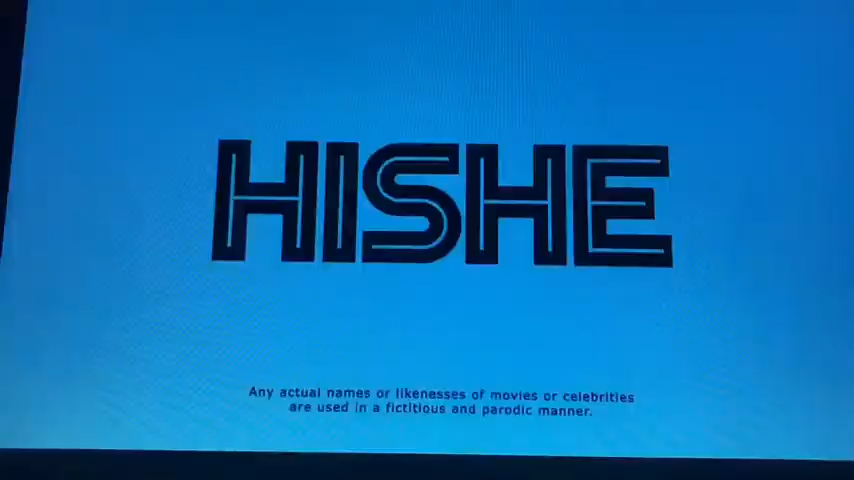 HISHE
Any actual names or likenesses of movies or celebrities
are used in a fictitious and parodic manner.